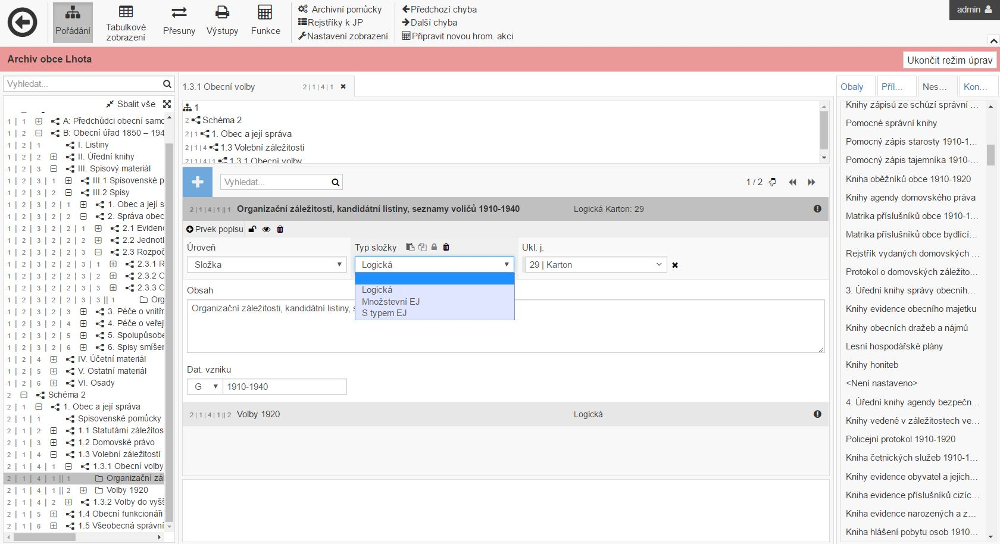 Pořádání
Tabulkové zobrazení
Přesuny
Výstupy
Funkce
Archivní pomůcky
Rejstříky k JP
Nastavení zobrazení
Předchozí chyba
Další chyba
Připravit novou hrom. akci
admin
Archiv obce Lhota
Ukončit režim úprav
Vyhledat...
Sbalit vše
1 | 1 A: Předchůdci obecní samo
1 | 2 B: Obecní úřad 1850 – 194
1 | 2 | 1 I. Listiny
1 | 2 | 2 II. Úřední knihy
1 | 2 | 3 III. Spisový materiál
1 | 2 | 3 | 1 III.1 Spisovenské p
1 | 2 | 3 | 2 III.2 Spisy
1 | 2 | 3 | 2 | 1 1. Obec a její s
1 | 2 | 3 | 2 | 2 2. Správa obec
1 | 2 | 3 | 2 | 2 | 1 2.1 Evidenc
1 | 2 | 3 | 2 | 2 | 2 2.2 Jednotl
1 | 2 | 3 | 2 | 2 | 3 2.3 Rozpoč
1 | 2 | 3 | 2 | 2 | 3 | 1 2.3.1 R
1 | 2 | 3 | 2 | 2 | 3 | 2 2.3.2 O
1 | 2 | 3 | 2 | 2 | 3 | 3 2.3.3 O
1 | 2 | 3 | 2 | 2 | 3 | 3 || 1 Org
1 | 2 | 3 | 2 | 3 3. Péče o vnitř
1 | 2 | 3 | 2 | 4 4. Péče o veřej
1 | 2 | 3 | 2 | 5 5. Spolupůsobe
1 | 2 | 3 | 2 | 6 6. Spisy smíšen
1 | 2 | 4 IV. Účetní materiál
1 | 2 | 5 V. Ostatní materiál
1 | 2 | 6 VI. Osady
2 Schéma 2
2 | 1 1. Obec a její správa
2 | 1 | 1 Spisovenské pomůcky
2 | 1 | 2 1.1 Statutární záležitos
2 | 1 | 3 1.2 Domovské právo
2 | 1 | 4 1.3 Volební záležitosti
2 | 1 | 4 | 1 1.3.1 Obecní volby
2 | 1 | 4 | 1 || 1 Organizační zál
2 | 1 | 4 | 1 || 2 Volby 1920
2 | 1 | 4 | 2 1.3.2 Volby do vyšš
2 | 1 | 5 1.4 Obecní funkcionáři
2 | 1 | 6 1.5 Všeobecná správní
1.3.1 Obecní volby 2 | 1 | 4 | 1
1
2 Schéma 2
2 | 1 1. Obec a její správa
2 | 1 | 4 1.3 Volební záležitosti
2 | 1 | 4 | 1 1.3.1 Obecní volby
Vyhledat...
1 / 2
2 | 1 | 4 | 1 || 1 Organizační záležitosti, kandidátní listiny, seznamy voličů 1910-1940 Logická Karton: 29
Prvek popisu
Úroveň Typ složky Ukl. j.
Složka Logická 29 | Karton
Logická
Množstevní EJ
S typem EJ
Obsah
Organizační záležitosti, kandidátní listiny, s
Dat. vzniku
G 1910-1940
2 | 1 | 4 | 1 || 2 Volby 1920 Logická
Obaly Příl... Nes... Kon...
Knihy zápisů ze schůzí správní ...
Pomocné správní knihy
Pomocný zápis starosty 1910-1...
Pomocný zápis tajemníka 1910-...
Kniha oběžníků obce 1910-1920
Knihy agendy domovského práva
Matrika příslušníků obce 1910-1...
Matrika příslušníků obce bydlící...
Rejstřík vydaných domovských ...
Protokol o domovských záležito...
3. Úřední knihy správy obecního...
Knihy evidence obecního majetku
Knihy obecních dražeb a nájmů
Lesní hospodářské plány
Knihy honiteb
<Není nastaveno>
4. Úřední knihy agendy bezpečn...
Knihy vedené v záležitostech ve...
Policejní protokol 1910-1920
Kniha četnických služeb 1910-1...
Knihy evidence obyvatel a jejich...
Kniha evidence příslušníků cizíc...
Kniha evidence narozených a z...
Kniha hlášení pobytu osob 1910...